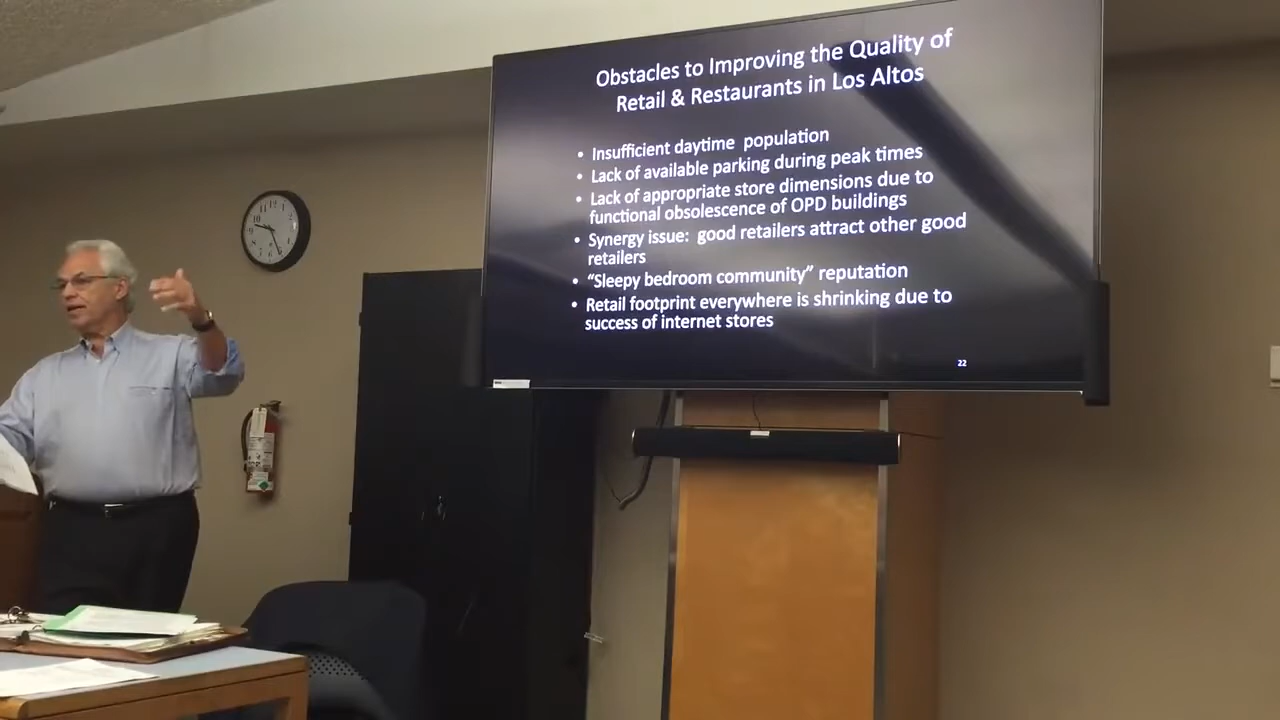 Obstacles to Improving the Quality of
Retail & Restaurants in Los Altos
• Insufficient daytime population
• Lack of available parking during peak times
• Lack of appropriate store dimensions due to
functional obsolescence of OPD buildings
• Synergy issue: good retailers attract other good
retailers
• “Sleepy bedroom community” reputation
• Retail footprint everywhere is shrinking due to
success of internet stores
22